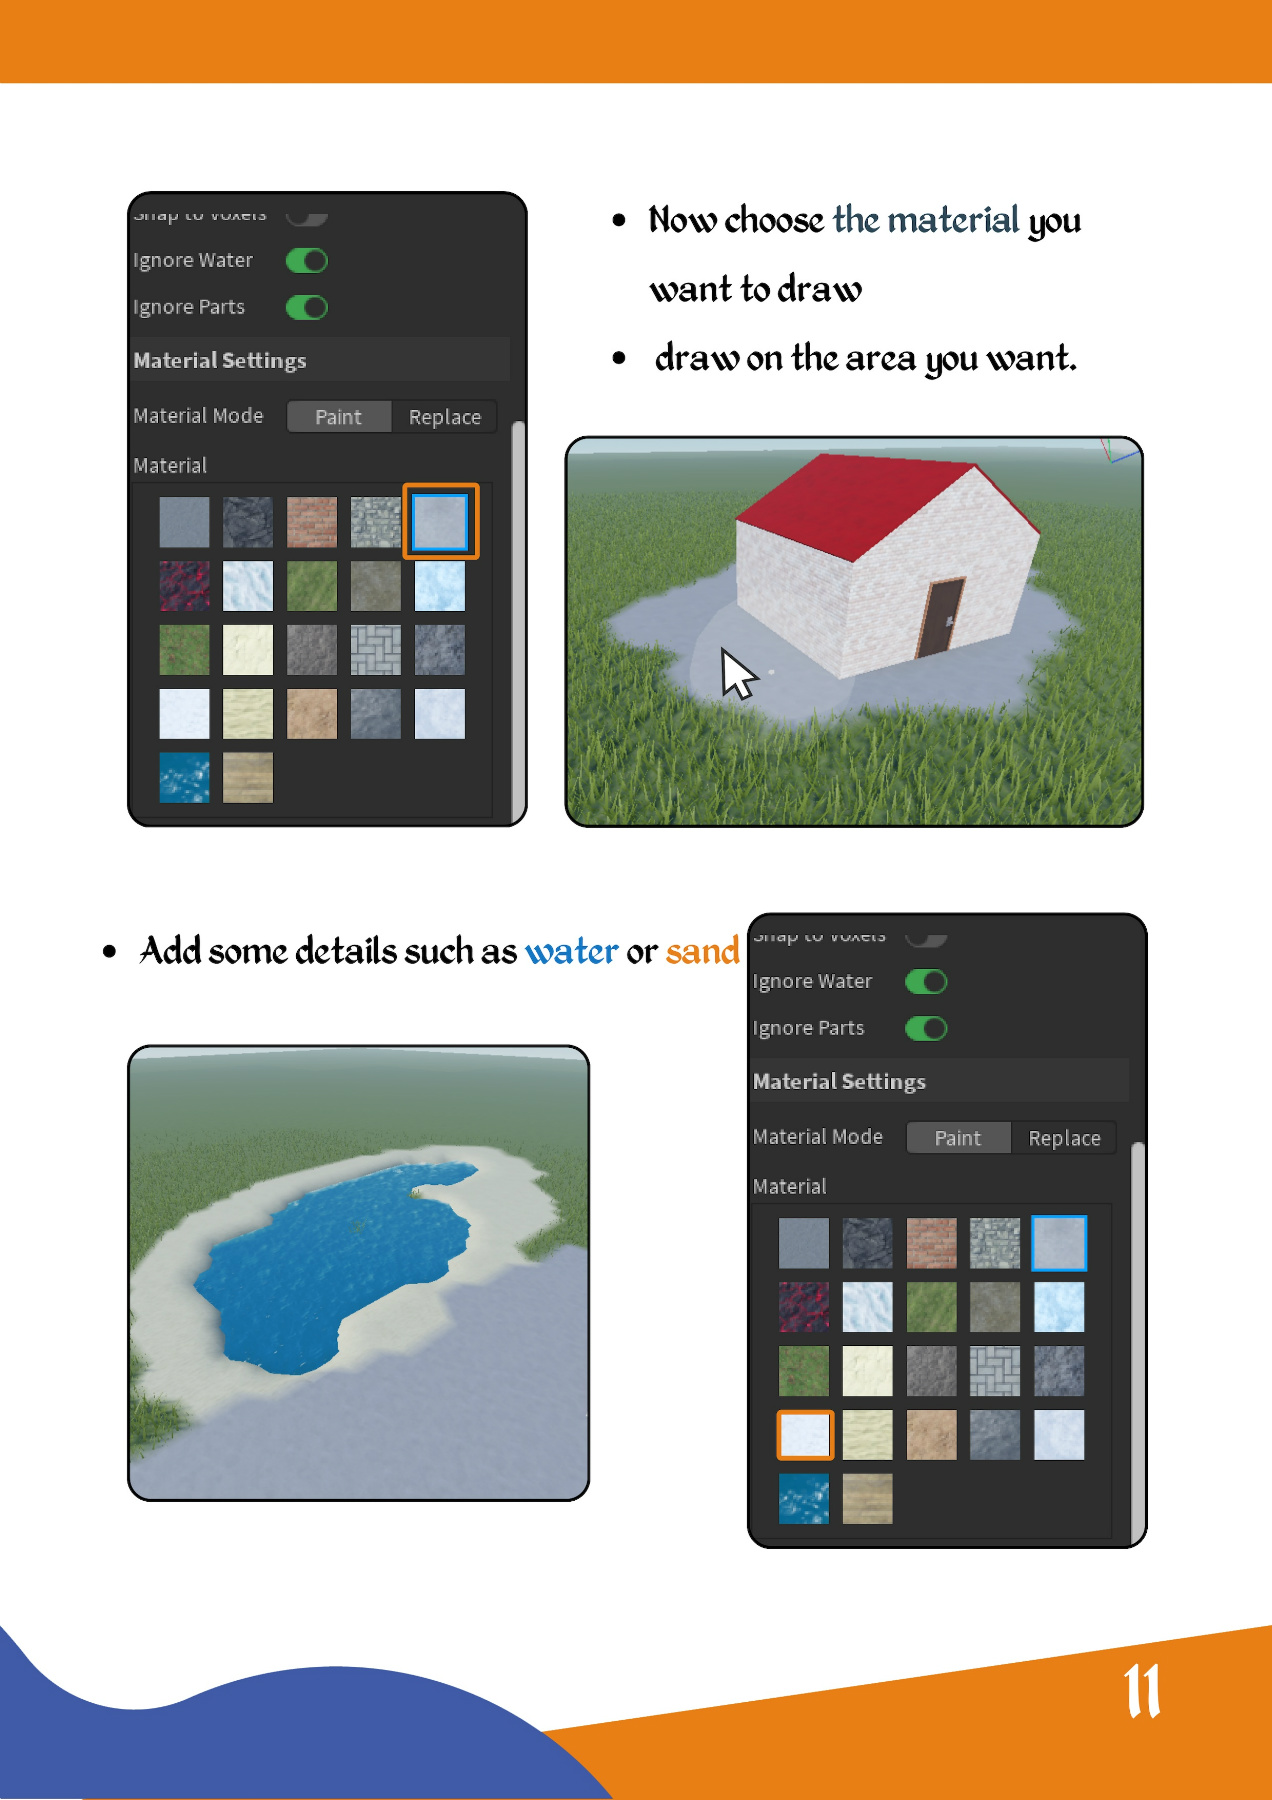 Snap to Voxels
Ignore Water
Ignore Parts
Material Settings
Material Mode Paint Replace
Material
• Now choose the material you
want to draw
• draw on the area you want.
• Add some details such as water or sand
Snap to Voxels
Ignore Water
Ignore Parts
Material Settings
Material Mode Paint Replace
Material
11